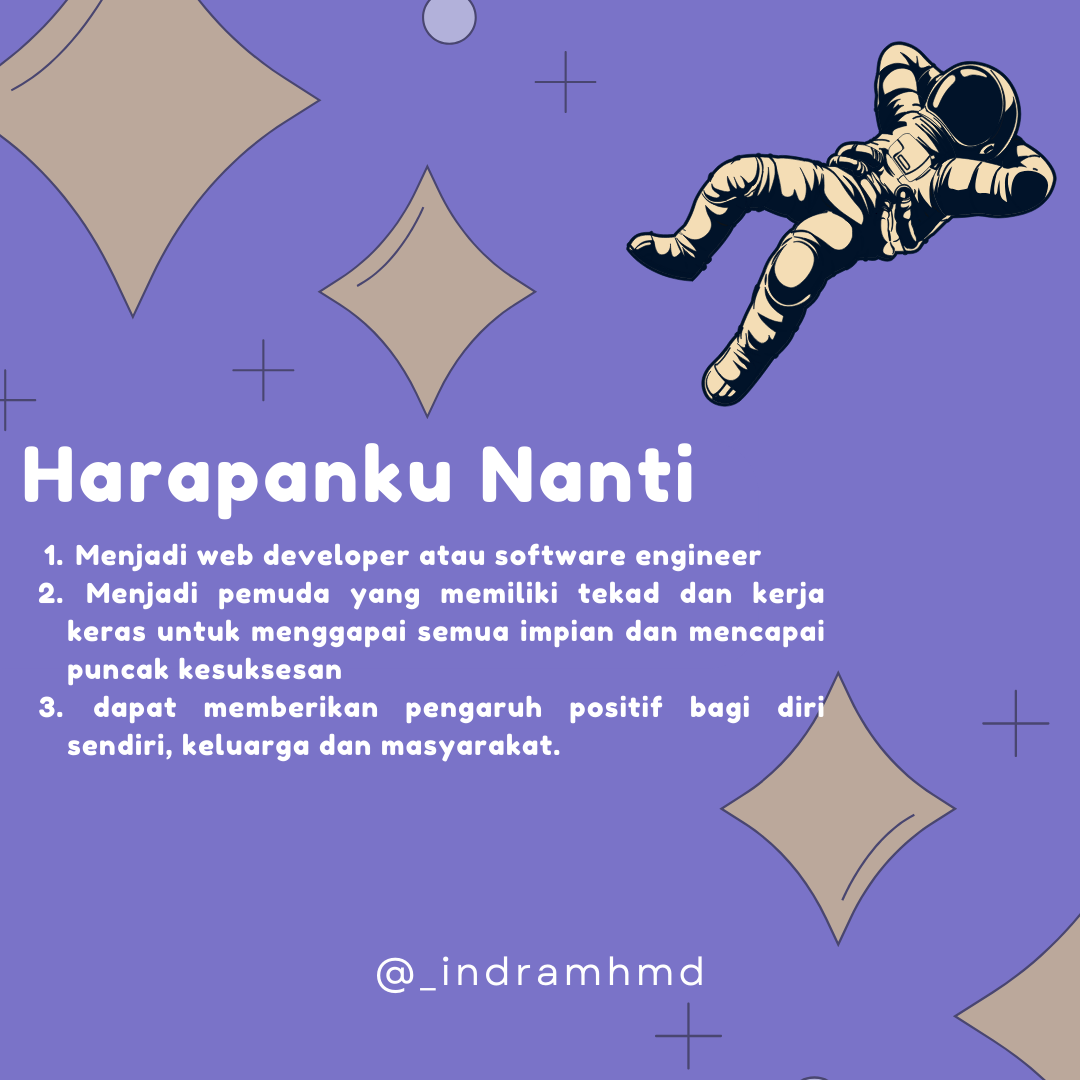 Harapanku Nanti
1. Menjadi web developer atau software engineer
2. Menjadi pemuda yang memiliki tekad dan kerja
keras untuk menggapai semua impian dan mencapai
puncak kesuksesan
3. dapat memberikan pengaruh positif bagi diri
sendiri, keluarga dan masyarakat.
@_indramhmd